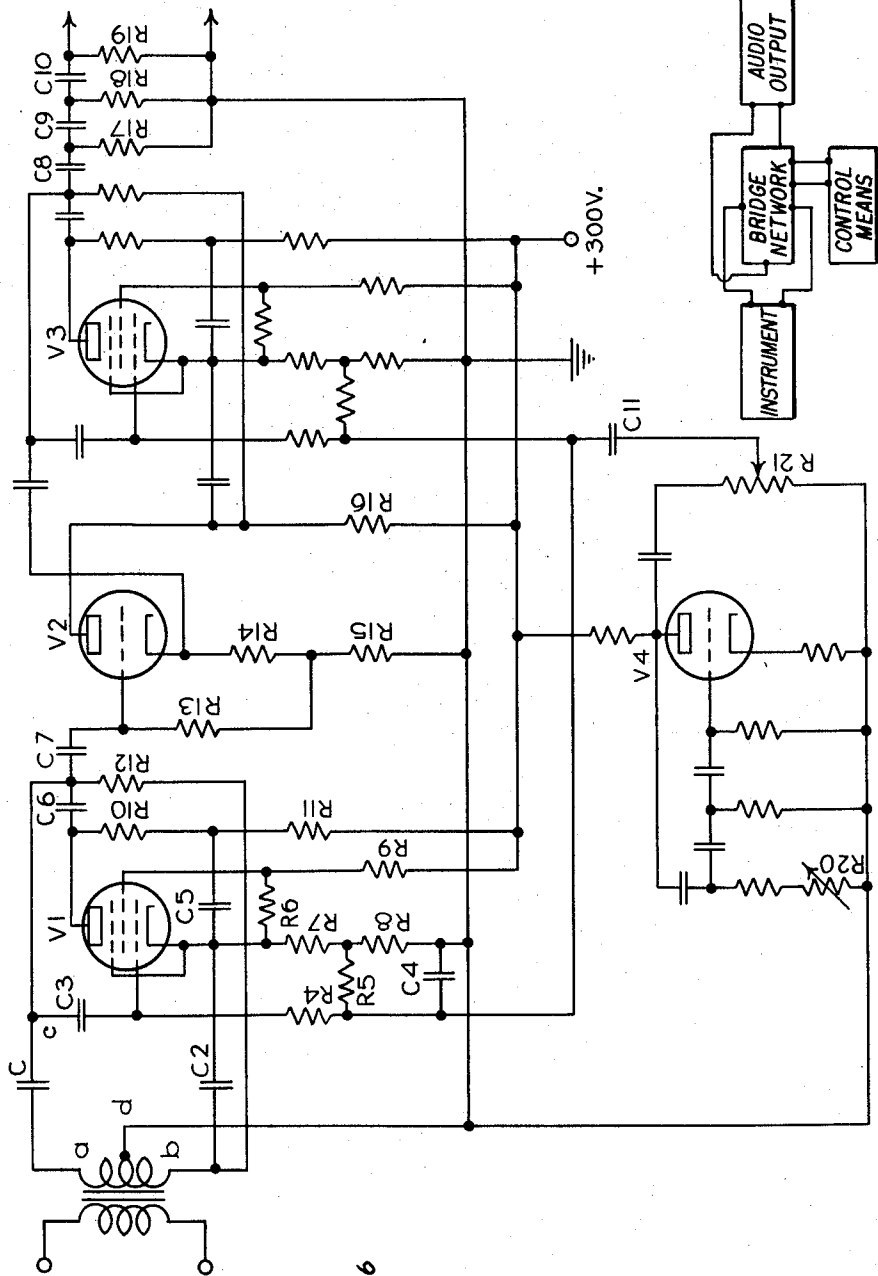 C
a
d
b
c
C2
C3
V1
C5
R4
R5
R6
R7
R8
C4
R9
R10
R11
C6
R12
C7
R13
V2
R14
R15
R16
V3
C8
C9
C10
R17
R18
R19
+300V.
C11
R21
V4
R20
6
INSTRUMENT
BRIDGE
NETWORK
CONTROL
MEANS
AUDIO
OUTPUT